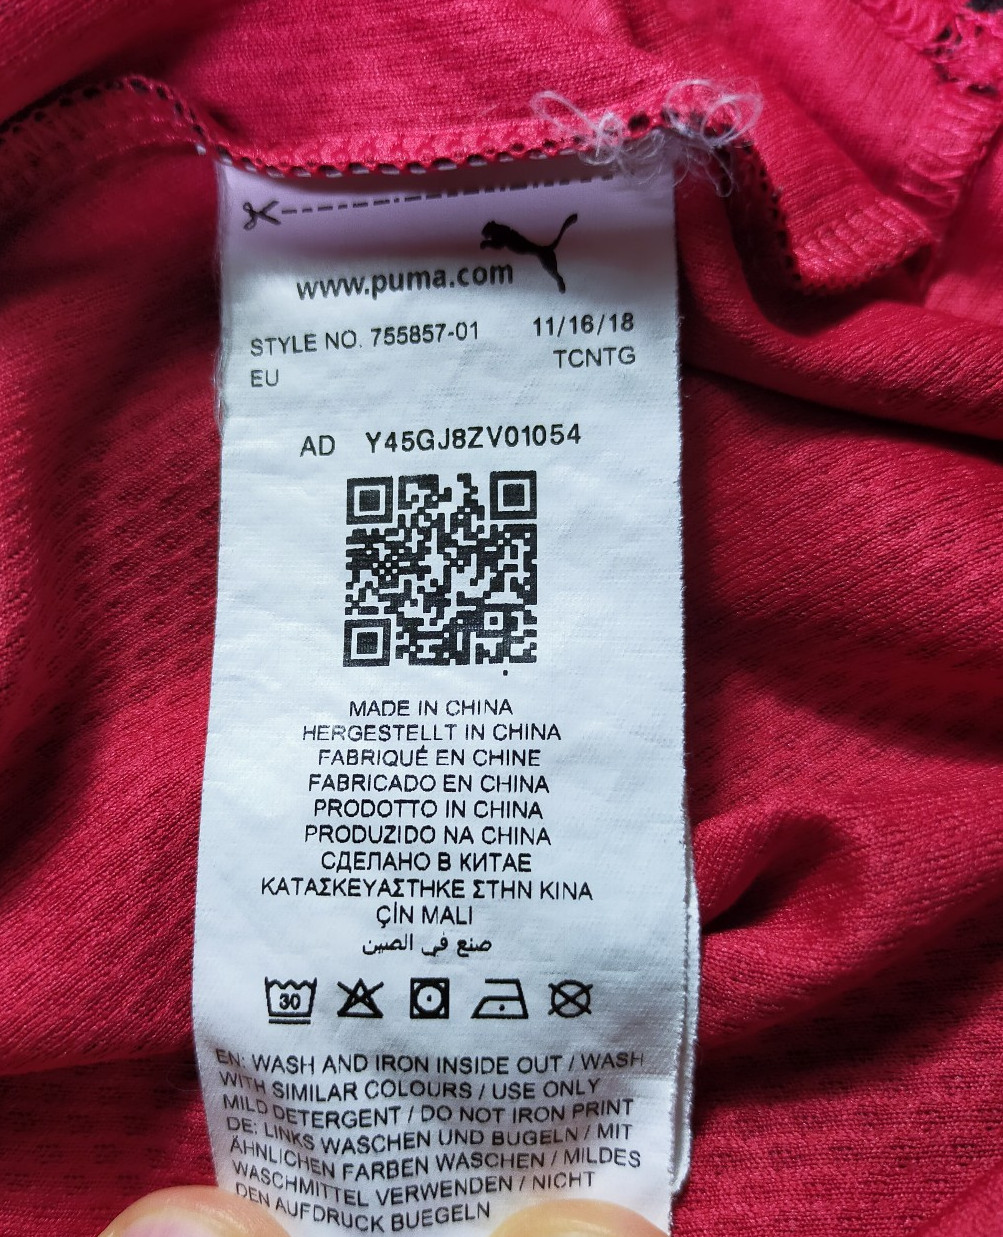 www.puma.com
STYLE NO. 755857-01 11/16/18
EU TCNTG
AD Y45GJ8ZV01054
MADE IN CHINA
HERGESTELLT IN CHINA
FABRIQUÉ EN CHINE
FABRICADO EN CHINA
PRODOTTO IN CHINA
PRODUZIDO NA CHINA
СДЕЛАНО В КИТАЕ
ΚΑΤΑΣΚΕΥΑΣΤΗΚΕ ΣΤΗΝ ΚΙΝΑ
ÇİN MALI
صنع في الصين
30
EN: WASH AND IRON INSIDE OUT / WASH
WITH SIMILAR COLOURS / USE ONLY
MILD DETERGENT / DO NOT IRON PRINT
DE: LINKS WASCHEN UND BUGELN / MIT
ÄHNLICHEN FARBEN WASCHEN / MILDES
WASCHMITTEL VERWENDEN / NICHT
DEN AUFDRUCK BUEGELN